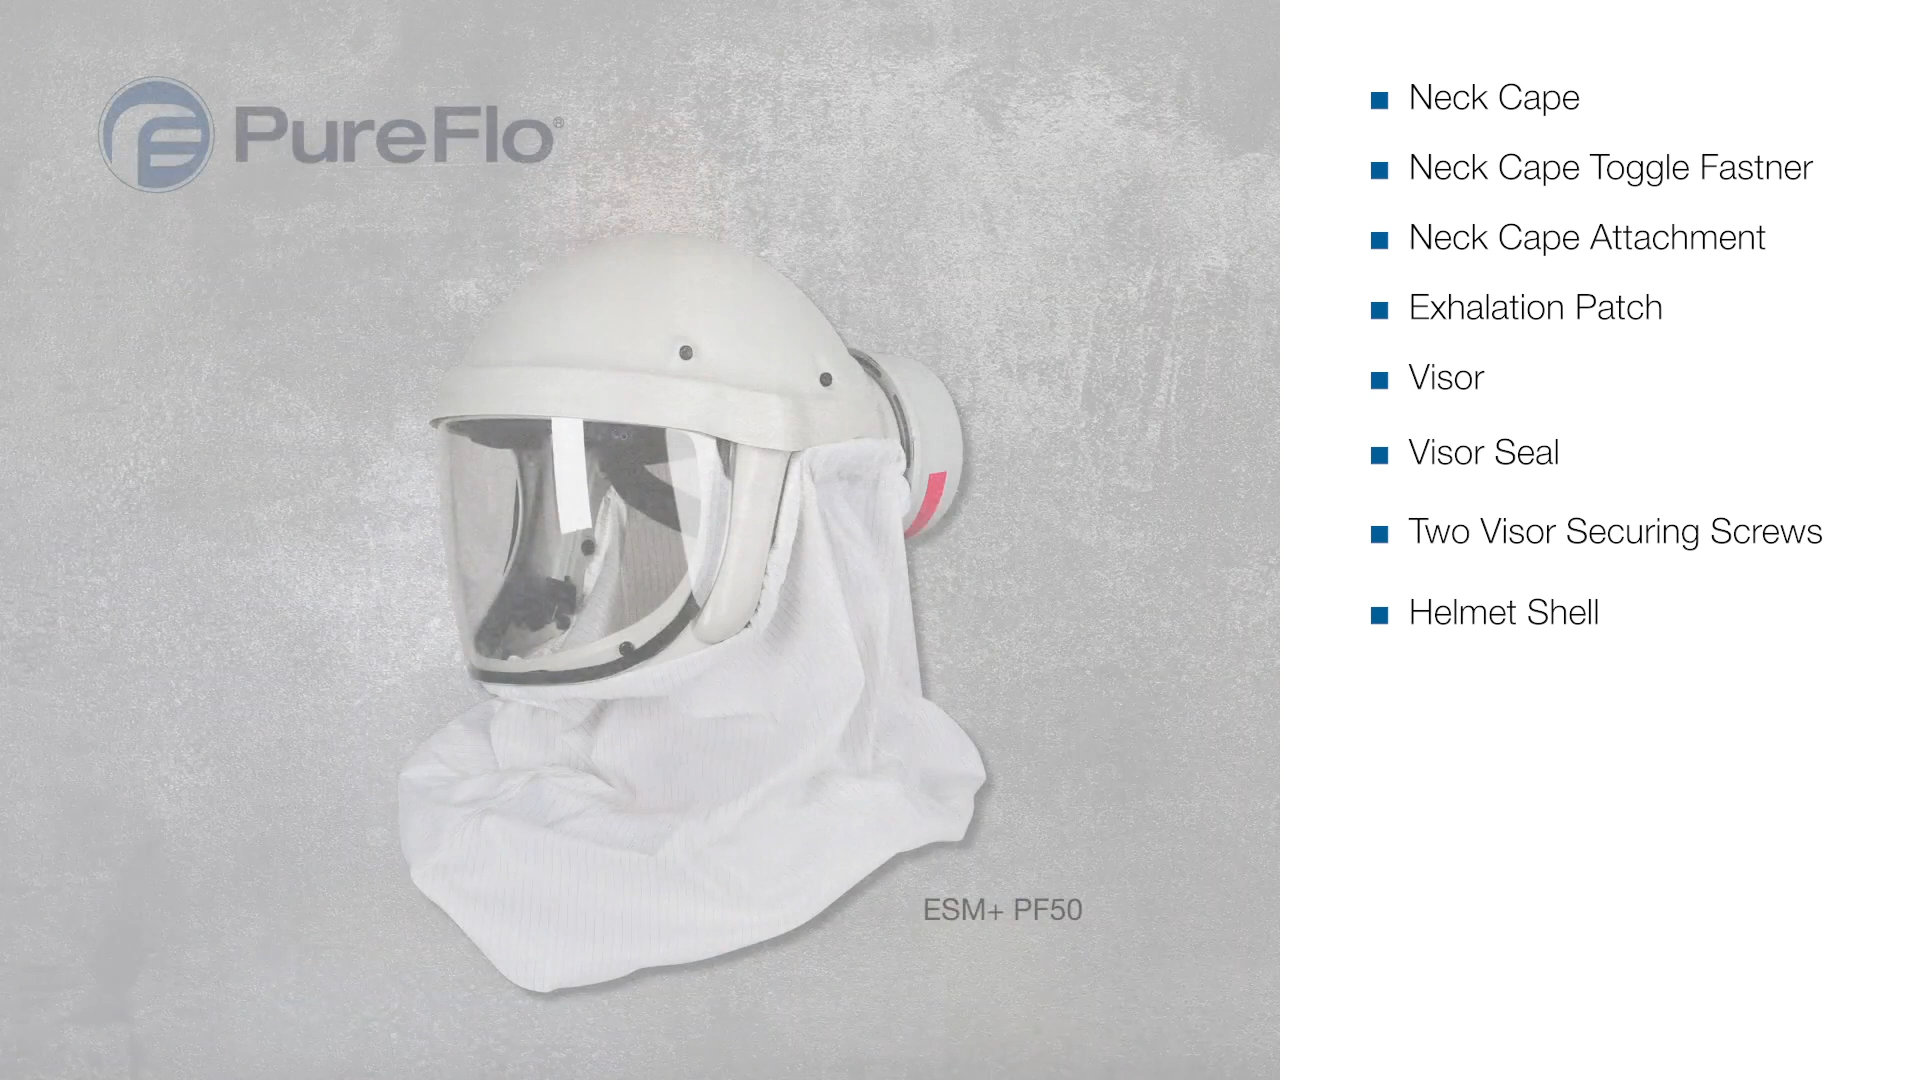 PureFlo®
ESM+ PF50
Neck Cape
Neck Cape Toggle Fastner
Neck Cape Attachment
Exhalation Patch
Visor
Visor Seal
Two Visor Securing Screws
Helmet Shell